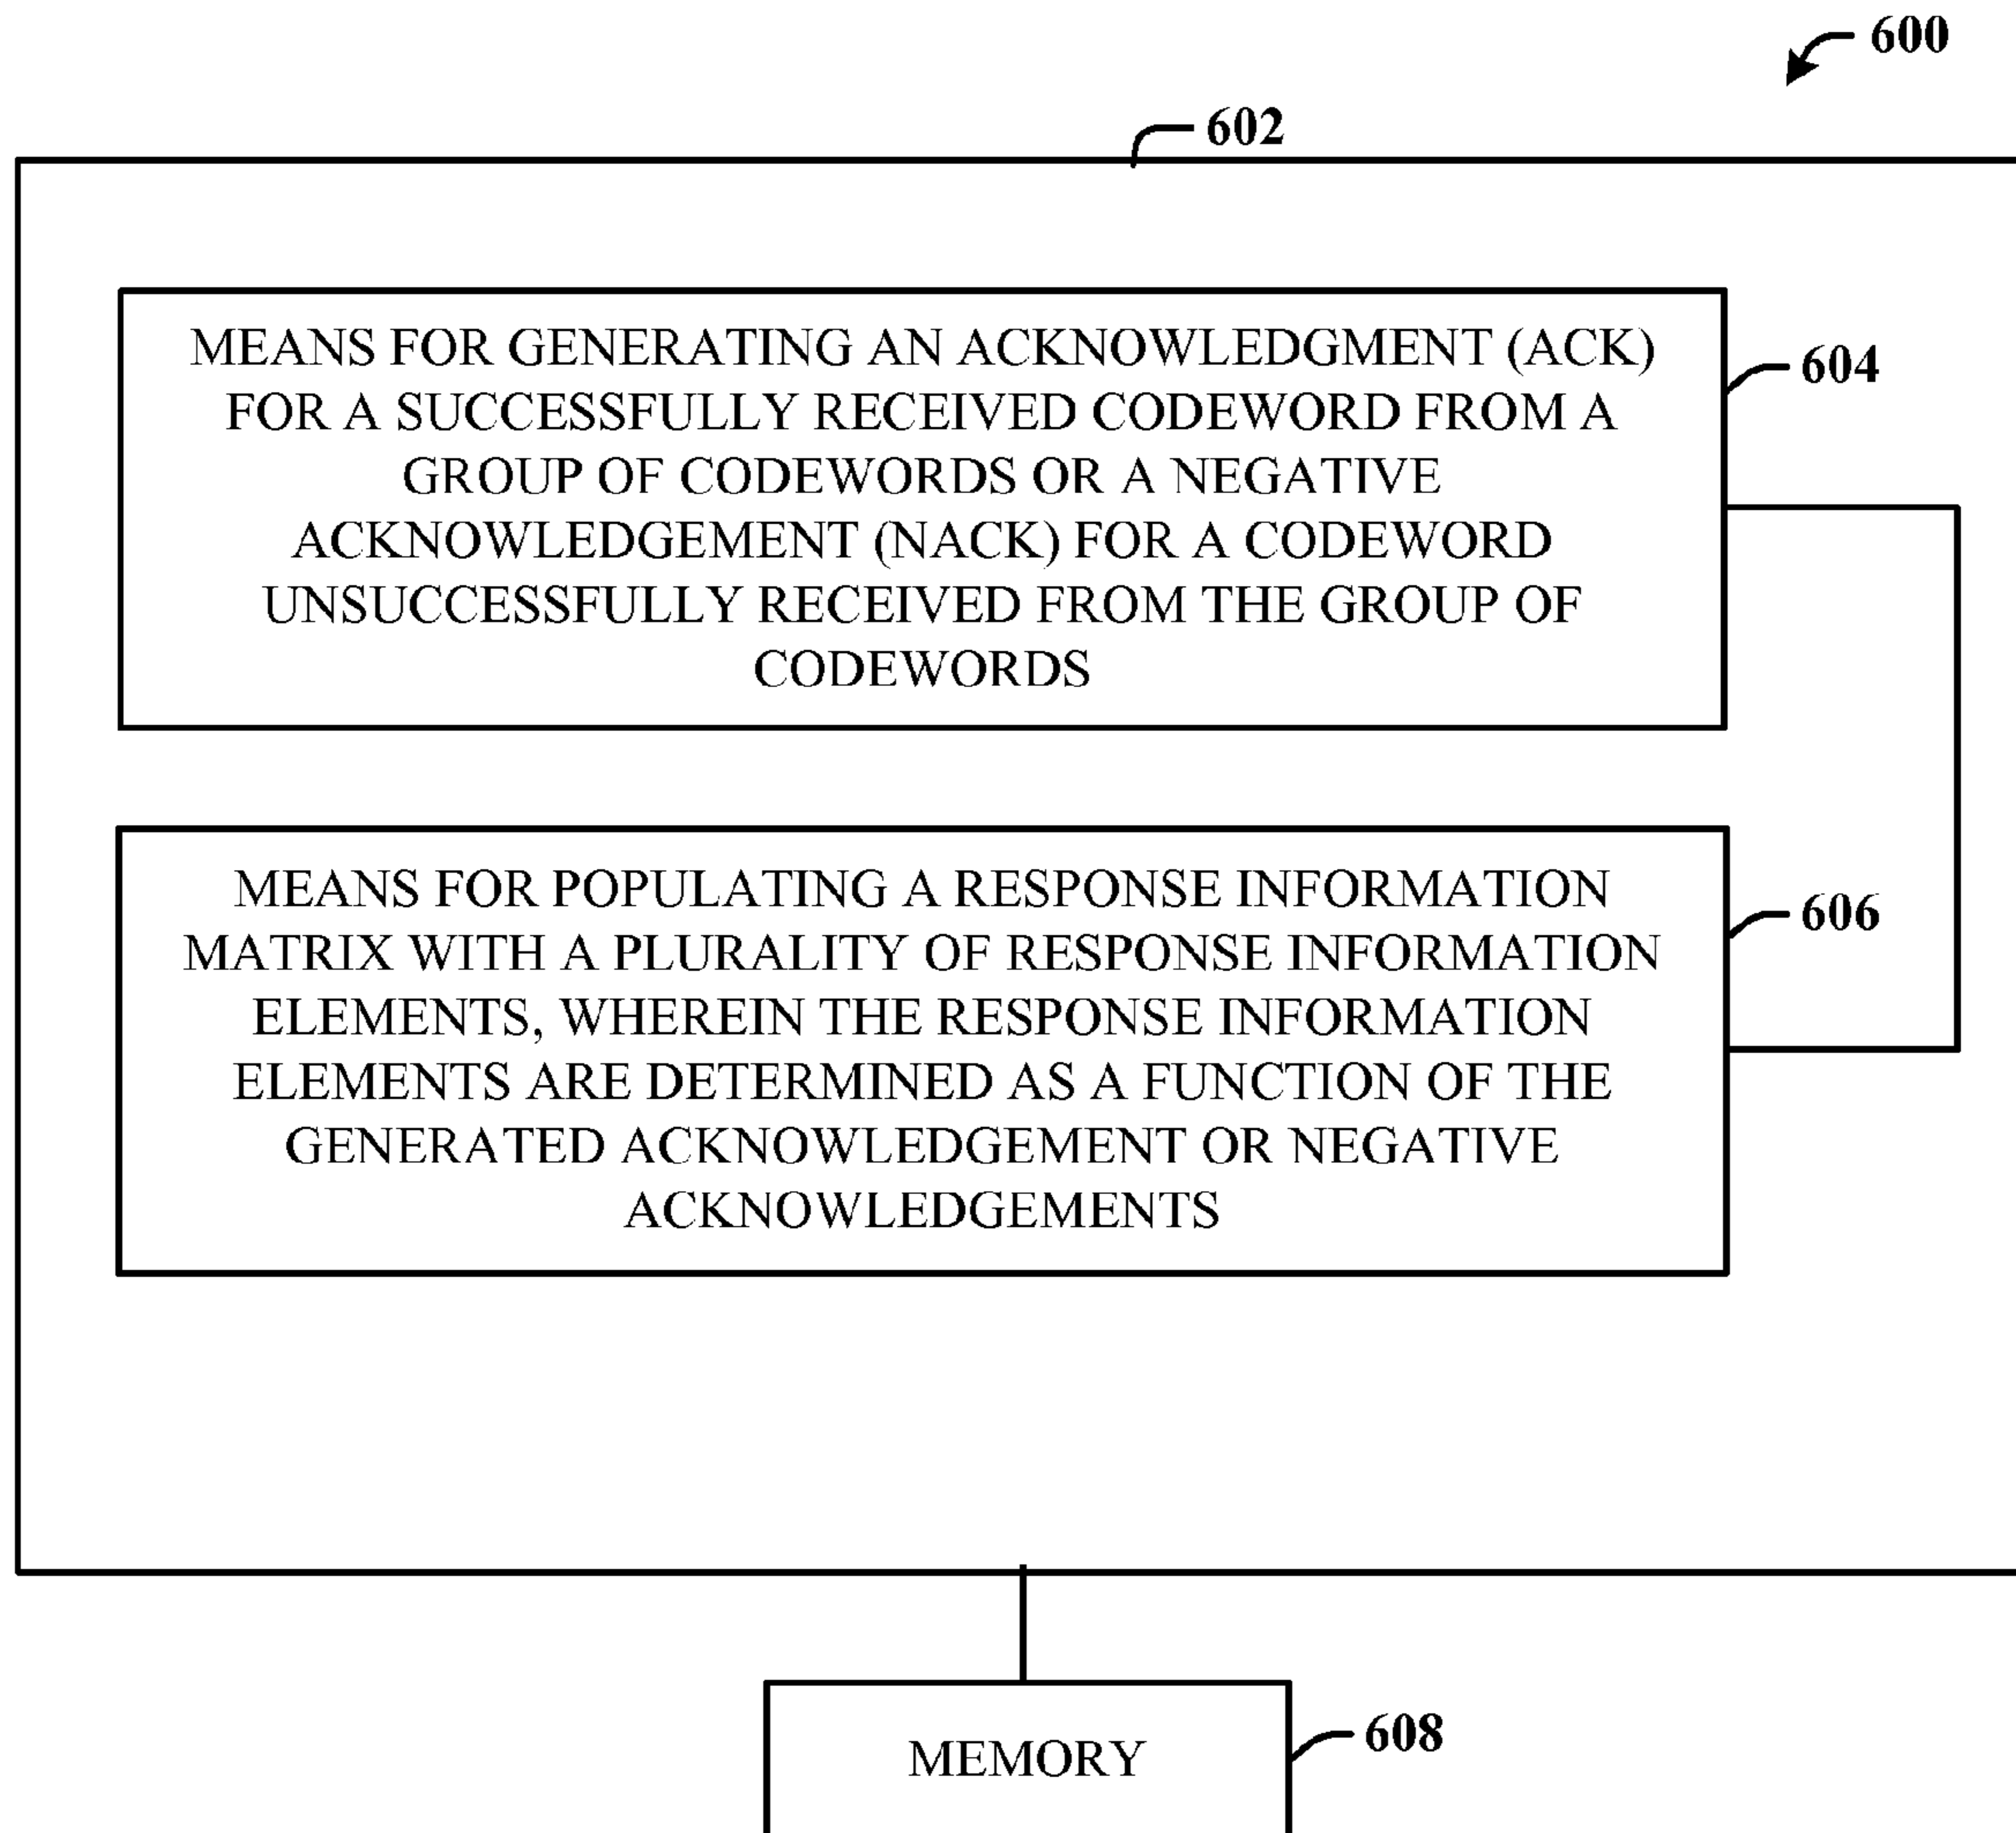 600
602
MEANS FOR GENERATING AN ACKNOWLEDGMENT (ACK)
FOR A SUCCESSFULLY RECEIVED CODEWORD FROM A
GROUP OF CODEWORDS OR A NEGATIVE
ACKNOWLEDGEMENT (NACK) FOR A CODEWORD
UNSUCCESSFULLY RECEIVED FROM THE GROUP OF
CODEWORDS
604
MEANS FOR POPULATING A RESPONSE INFORMATION
MATRIX WITH A PLURALITY OF RESPONSE INFORMATION
ELEMENTS, WHEREIN THE RESPONSE INFORMATION
ELEMENTS ARE DETERMINED AS A FUNCTION OF THE
GENERATED ACKNOWLEDGEMENT OR NEGATIVE
ACKNOWLEDGEMENTS
606
MEMORY
608